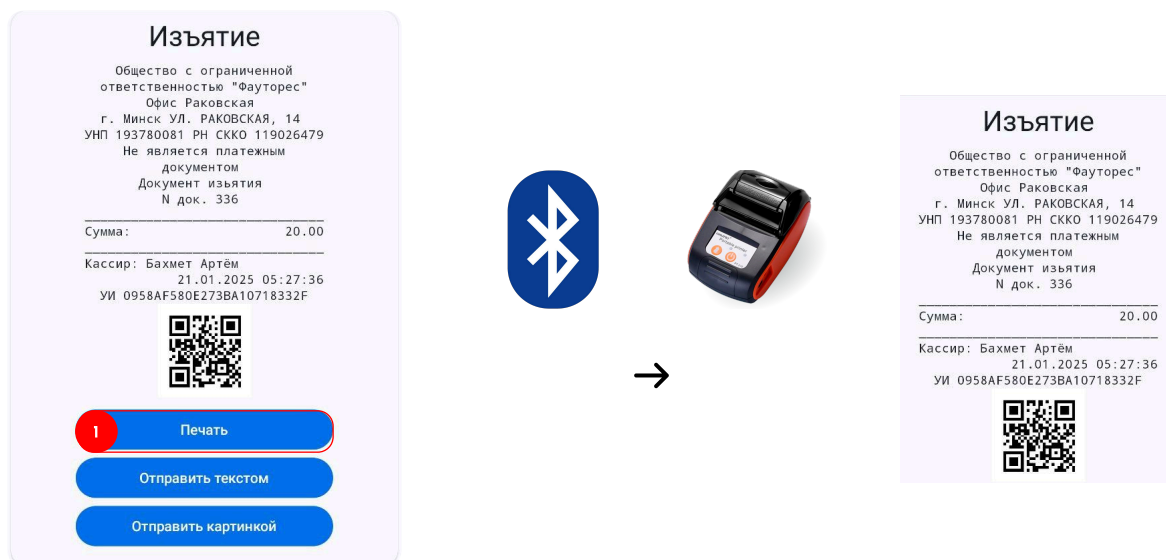 Изъятие
Общество с ограниченной
ответственностью "Фауторес"
Офис Раковская
г. Минск УЛ. РАКОВСКАЯ, 14
УНП 193780081 РН СККО 119026479
Не является платежным
документом
Документ изьятия
N док. 336
Сумма: 20.00
Кассир: Бахмет Артём
21.01.2025 05:27:36
УИ 0958AF580E273BA10718332F
1 Печать
Отправить текстом
Отправить картинкой
Изъятие
Общество с ограниченной
ответственностью "Фауторес"
Офис Раковская
г. Минск УЛ. РАКОВСКАЯ, 14
УНП 193780081 РН СККО 119026479
Не является платежным
документом
Документ изьятия
N док. 336
Сумма: 20.00
Кассир: Бахмет Артём
21.01.2025 05:27:36
УИ 0958AF580E273BA10718332F